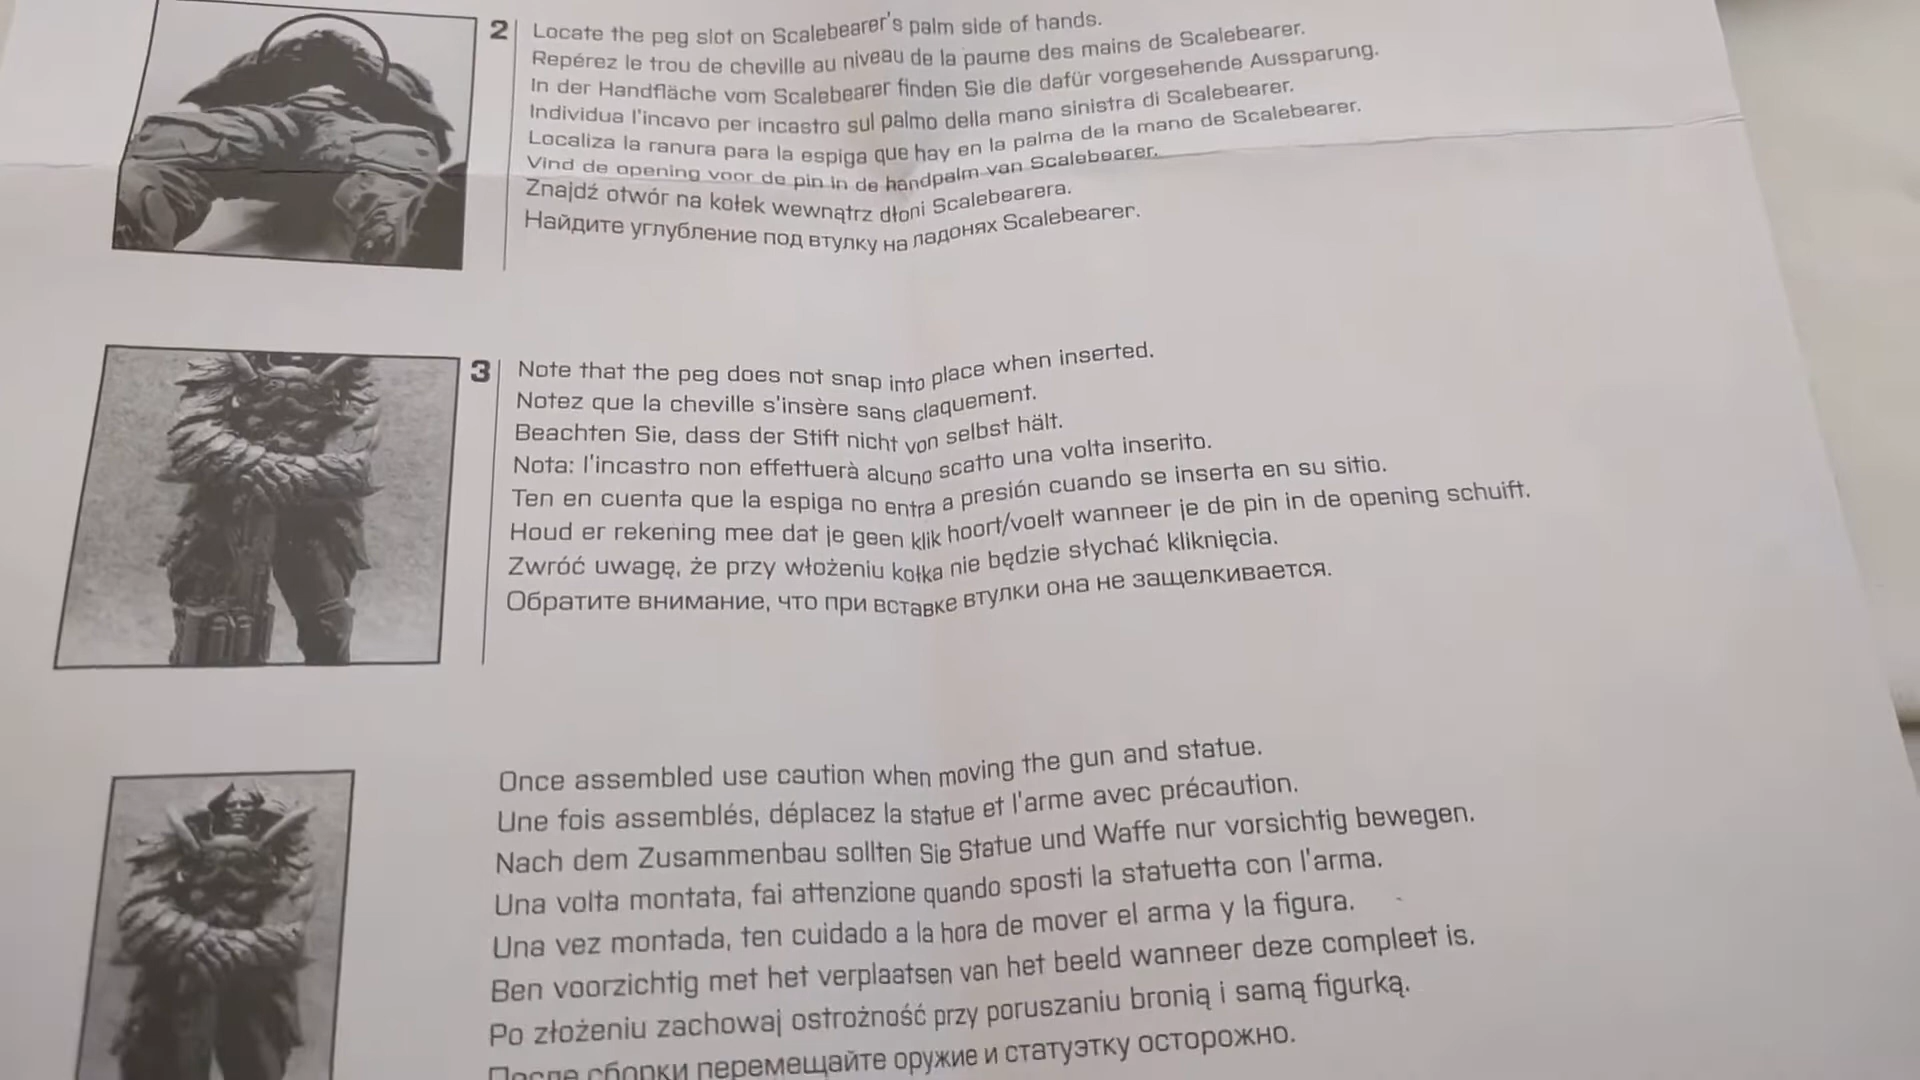 2
Locate the peg slot on Scalebearer's palm side of hands.
Repérez le trou de cheville au niveau de la paume des mains de Scalebearer.
In der Handfläche vom Scalebearer finden Sie die dafür vorgesehende Aussparung.
Individua l'incavo per incastro sul palmo della mano sinistra di Scalebearer.
Localiza la ranura para la espiga que hay en la palma de la mano de Scalebearer.
Vind de opening voor de pin in de handpalm van Scalebearer.
Znajdź otwór na kołek wewnątrz dłoni Scalebearera.
Найдите углубление под втулку на ладонях Scalebearer.
3
Note that the peg does not snap into place when inserted.
Notez que la cheville s'insère sans claquement.
Beachten Sie, dass der Stift nicht von selbst hält.
Nota: l'incastro non effettuerà alcuno scatto una volta inserito.
Ten en cuenta que la espiga no entra a presión cuando se inserta en su sitio.
Houd er rekening mee dat je geen klik hoort/voelt wanneer je de pin in de opening schuift.
Zwróć uwagę, że przy włożeniu kołka nie będzie słychać kliknięcia.
Обратите внимание, что при вставке втулки она не защелкивается.
Once assembled use caution when moving the gun and statue.
Une fois assemblés, déplacez la statue et l'arme avec précaution.
Nach dem Zusammenbau sollten Sie Statue und Waffe nur vorsichtig bewegen.
Una volta montata, fai attenzione quando sposti la statuetta con l'arma.
Una vez montada, ten cuidado a la hora de mover el arma y la figura.
Ben voorzichtig met het verplaatsen van het beeld wanneer deze compleet is.
Po złożeniu zachowaj ostrożność przy poruszaniu bronią i samą figurką.
После сборки перемещайте оружие и статуэтку осторожно.